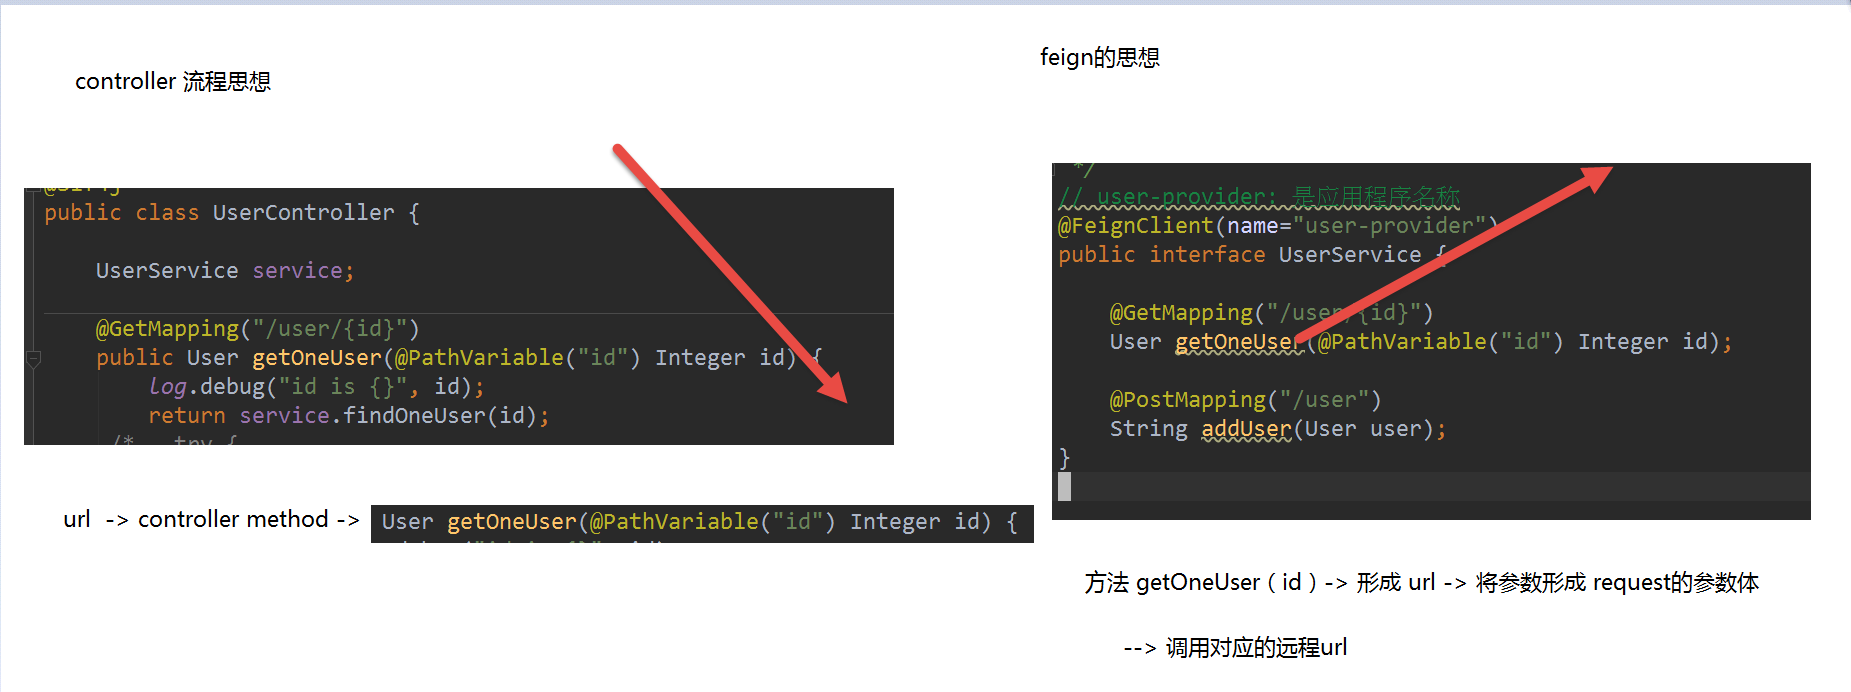 controller 流程思想
public class UserController {
UserService service;
@GetMapping("/user/{id}")
public User getOneUser(@PathVariable("id") Integer id) {
log.debug("id is {}", id);
return service.findOneUser(id);
/* try {
url -> controller method ->
User getOneUser(@PathVariable("id") Integer id) {
feign的思想
*/
// user-provider: 是应用程序名称
@FeignClient(name="user-provider")
public interface UserService {
@GetMapping("/user/{id}")
User getOneUser(@PathVariable("id") Integer id);
@PostMapping("/user")
String addUser(User user);
}
方法 getOneUser（id）-> 形成 url -> 将参数形成 request的参数体
--> 调用对应的远程url